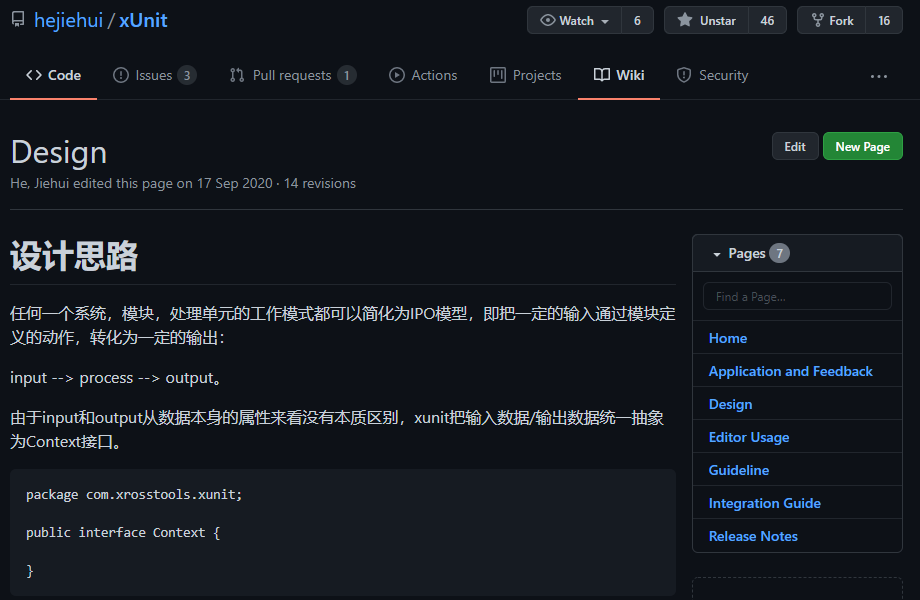 hejiehui / xUnit
Watch 6
Unstar 46
Fork 16
Code
Issues 3
Pull requests 1
Actions
Projects
Wiki
Security
Design
Edit
New Page
He, Jiehui edited this page on 17 Sep 2020 · 14 revisions
设计思路
任何一个系统，模块，处理单元的工作模式都可以简化为IPO模型，即把一定的输入通过模块定
义的动作，转化为一定的输出：
input --> process --> output。
由于input和output从数据本身的属性来看没有本质区别，xunit把输入数据/输出数据统一抽象
为Context接口。
package com.xrosstools.xunit;
public interface Context {
}
Pages 7
Find a Page...
Home
Application and Feedback
Design
Editor Usage
Guideline
Integration Guide
Release Notes